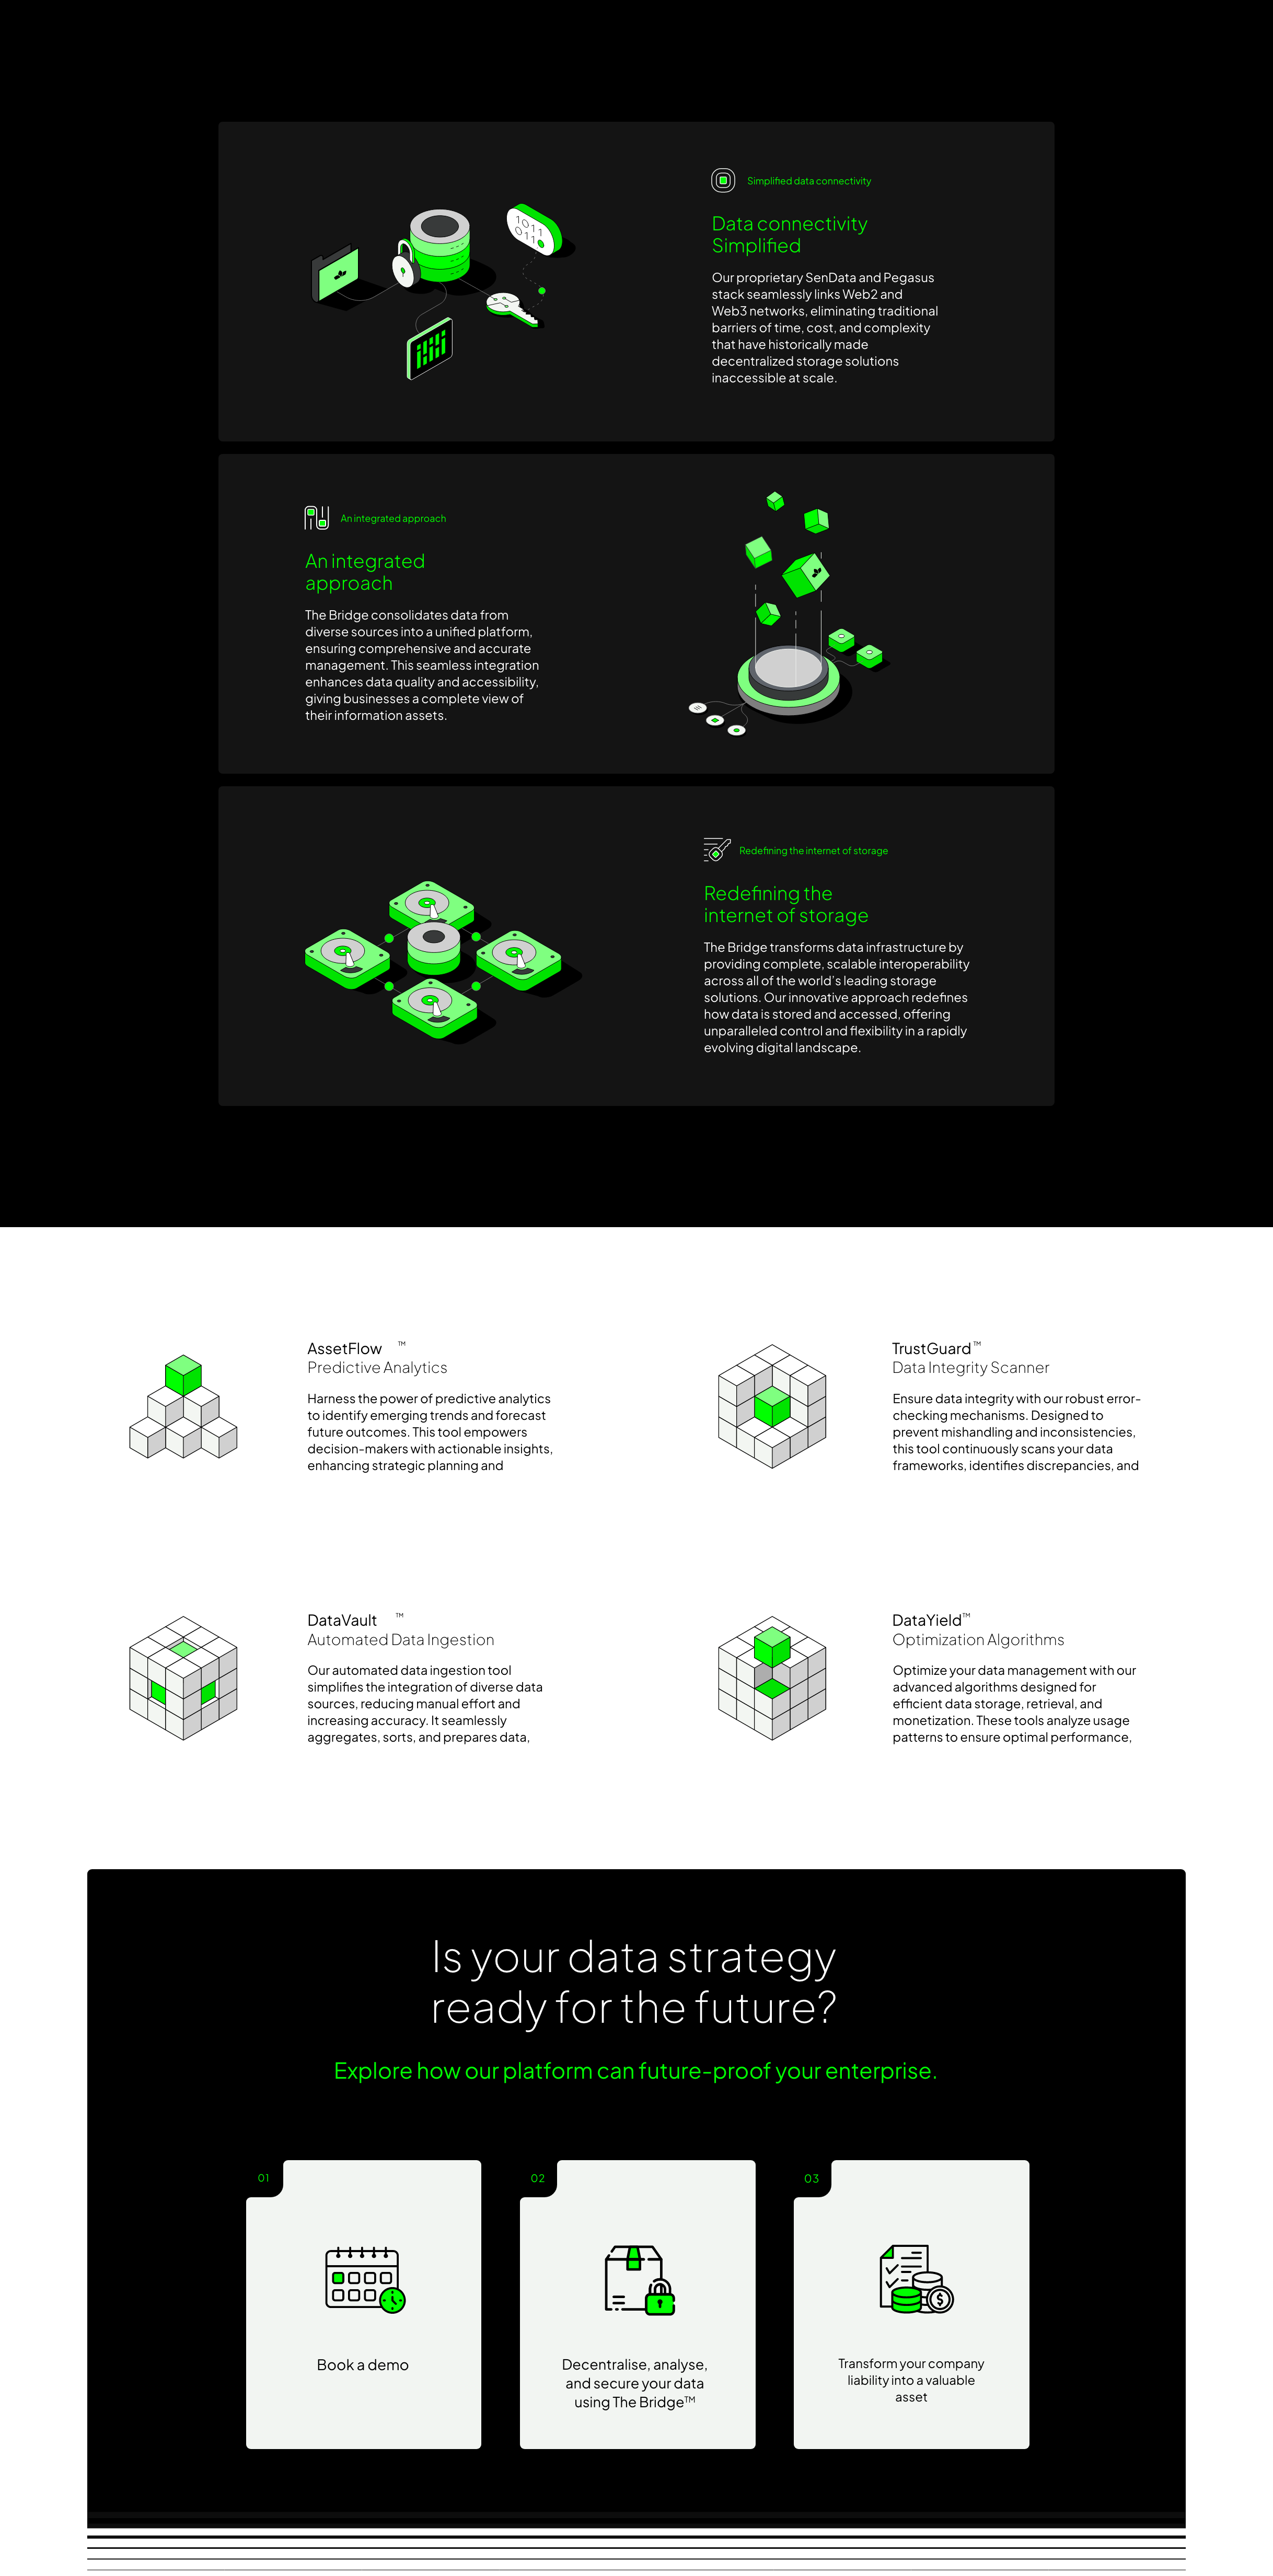 Simplified data connectivity
Data connectivity
Simplified
Our proprietary SenData and Pegasus
stack seamlessly links Web2 and
Web3 networks, eliminating traditional
barriers of time, cost, and complexity
that have historically made
decentralized storage solutions
inaccessible at scale.
1011
011
An integrated approach
An integrated
approach
The Bridge consolidates data from
diverse sources into a unified platform,
ensuring comprehensive and accurate
management. This seamless integration
enhances data quality and accessibility,
giving businesses a complete view of
their information assets.
Redefining the internet of storage
Redefining the
internet of storage
The Bridge transforms data infrastructure by
providing complete, scalable interoperability
across all of the world's leading storage
solutions. Our innovative approach redefines
how data is stored and accessed, offering
unparalleled control and flexibility in a rapidly
evolving digital landscape.
AssetFlow ™
Predictive Analytics
Harness the power of predictive analytics
to identify emerging trends and forecast
future outcomes. This tool empowers
decision-makers with actionable insights,
enhancing strategic planning and
TrustGuard ™
Data Integrity Scanner
Ensure data integrity with our robust error-
checking mechanisms. Designed to
prevent mishandling and inconsistencies,
this tool continuously scans your data
frameworks, identifies discrepancies, and
DataVault ™
Automated Data Ingestion
Our automated data ingestion tool
simplifies the integration of diverse data
sources, reducing manual effort and
increasing accuracy. It seamlessly
aggregates, sorts, and prepares data,
DataYield™
Optimization Algorithms
Optimize your data management with our
advanced algorithms designed for
efficient data storage, retrieval, and
monetization. These tools analyze usage
patterns to ensure optimal performance,
Is your data strategy
ready for the future?
Explore how our platform can future-proof your enterprise.
01
Book a demo
02
Decentralise, analyse,
and secure your data
using The Bridge™
03
$
Transform your company
liability into a valuable
asset